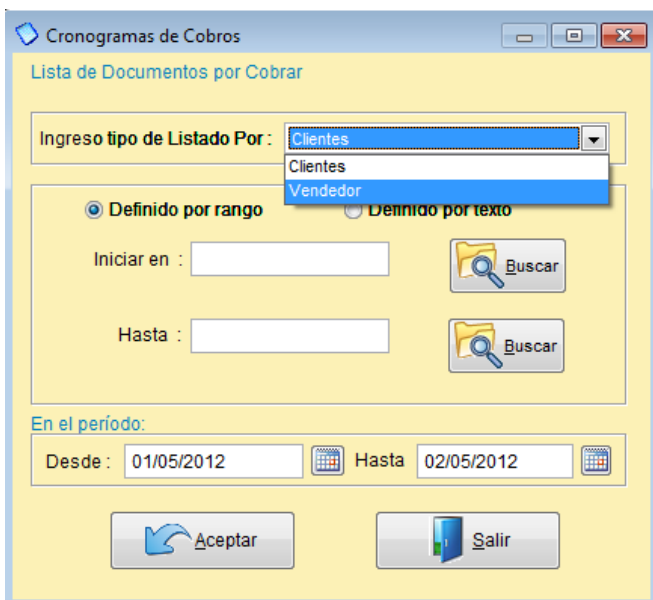 Cronogramas de Cobros
Lista de Documentos por Cobrar
Ingreso tipo de Listado Por : Clientes
Clientes
Vendedor
Definido por rango Definido por texto
Iniciar en : Buscar
Hasta : Buscar
En el período:
Desde : 01/05/2012 Hasta 02/05/2012
Aceptar Salir